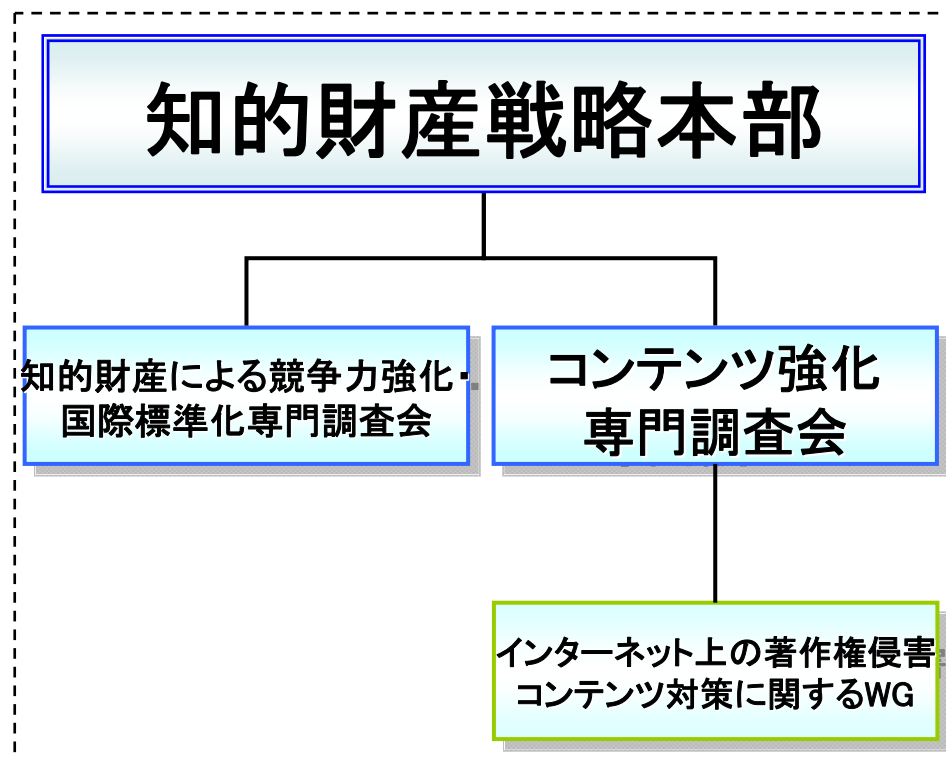 知的財産戦略本部
知的財産による競争力強化・
国際標準化専門調査会
コンテンツ強化
専門調査会
インターネット上の著作権侵害
コンテンツ対策に関するWG